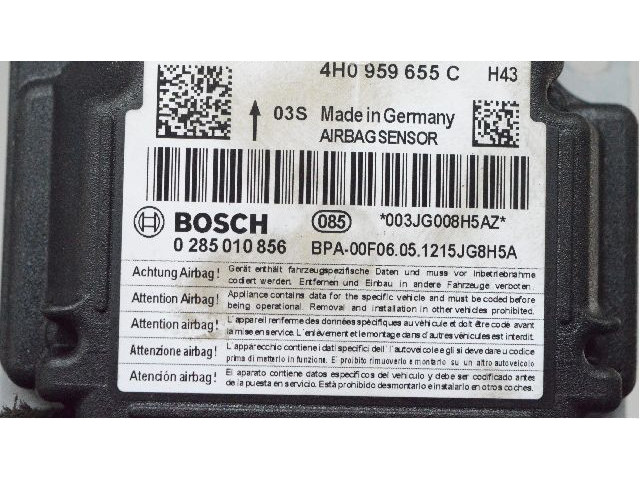 4H0 959 655 C H43
03S Made in Germany
AIRBAGSENSOR
BOSCH 085 *003JG008H5AZ*
0 285 010 856 BPA-00F06.05.1215JG8H5A
Achtung Airbag! Gerät enthält fahrzeugspezifische Daten und muss vor Inbetriebnahme
codiert werden. Entfernen und Einbau in andere Fahrzeuge verboten.
Attention Airbag! Appliance contains data for the specific vehicle and must be coded before
being operational. Removal and installation in other vehicles prohibited.
Attention airbag! L'appareil renferme des données spécifiques au véhicule et doit être codé avant
la mise en service. L'enlèvement et le montage dans d'autres véhicules est interdit.
Attenzione airbag! L'apparecchio contiene i dati specifici dell'autoveicolo e gli si deve dare u codice
prima di metterlo in funzione. E proibito rimuoverlo o montarlo su un altro autoveicolo
Atención airbag! El aparato contiene datos especificos del vehículo y debe ser codificado antes
de la puesta en servicio. Está prohibido desmontarlo e instalarlo en otros coches.